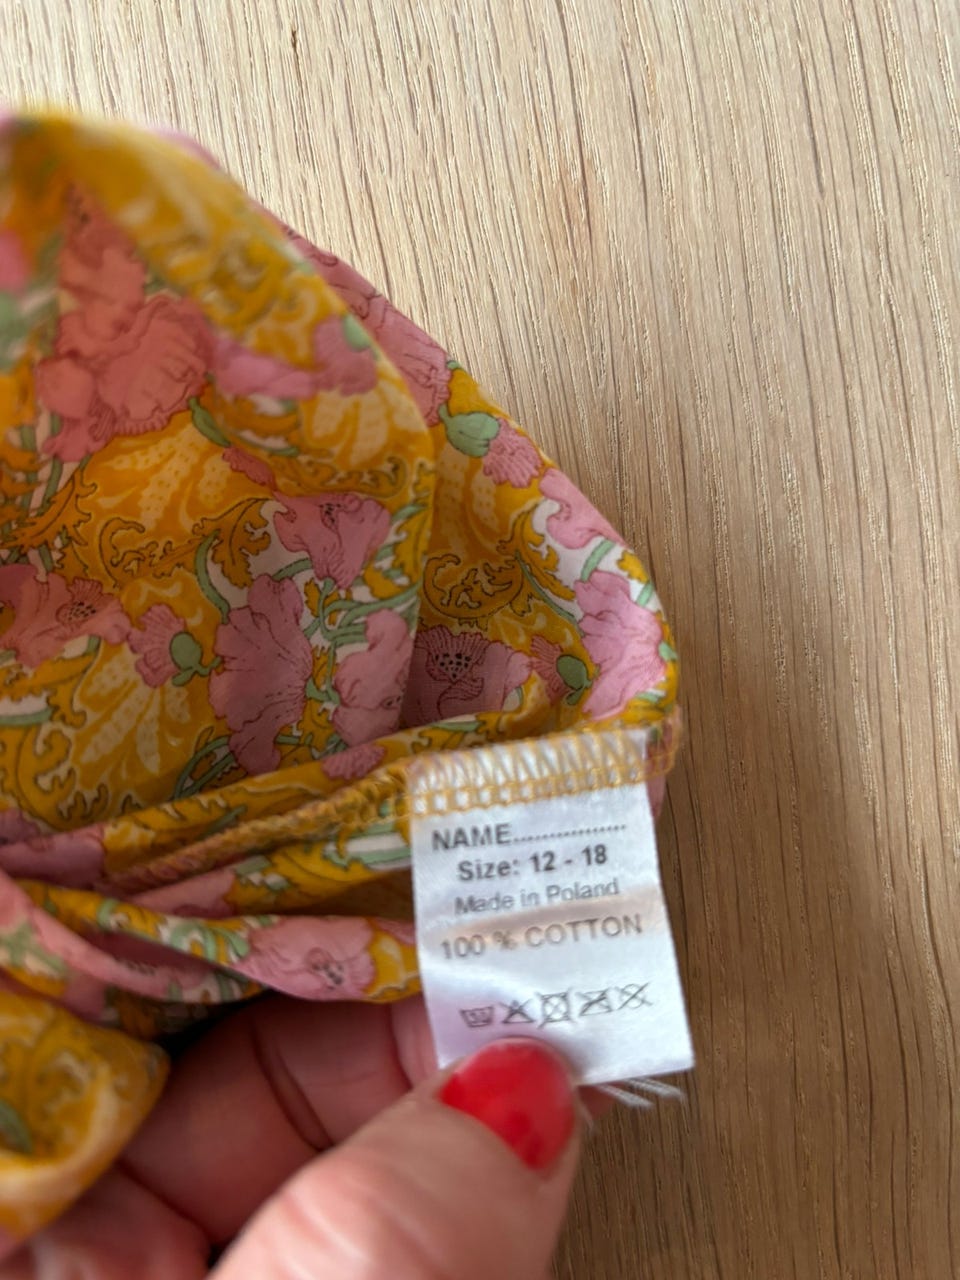 NAME.................
Size: 12 - 18
Made in Poland
100 % COTTON